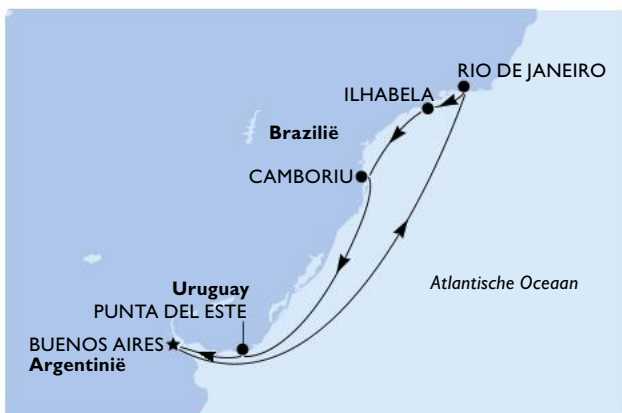 RIO DE JANEIRO
ILHABELA
Brazilië
CAMBORIU
Atlantische Oceaan
Uruguay
PUNTA DEL ESTE
BUENOS AIRES
Argentinië